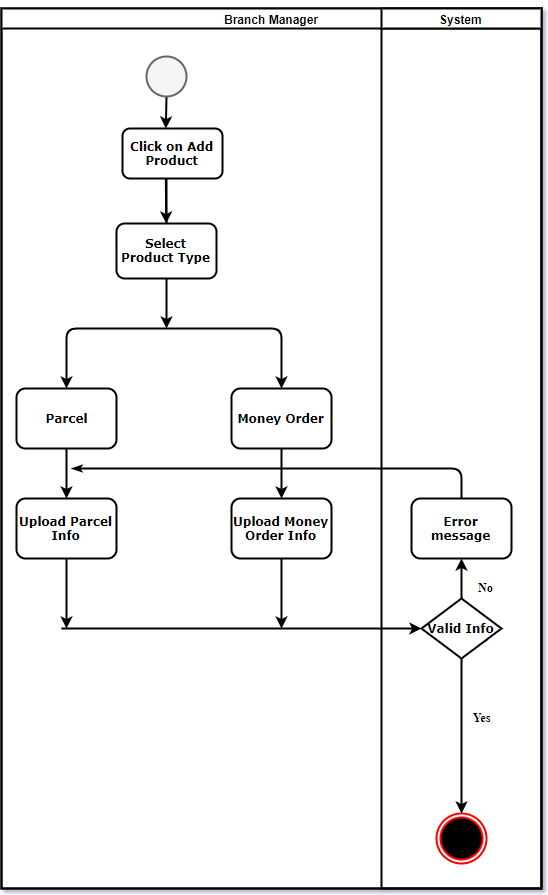 Branch Manager
System
Click on Add
Product
Select
Product Type
Parcel
Money Order
Upload Parcel
Info
Upload Money
Order Info
Error
message
No
Valid Info
Yes